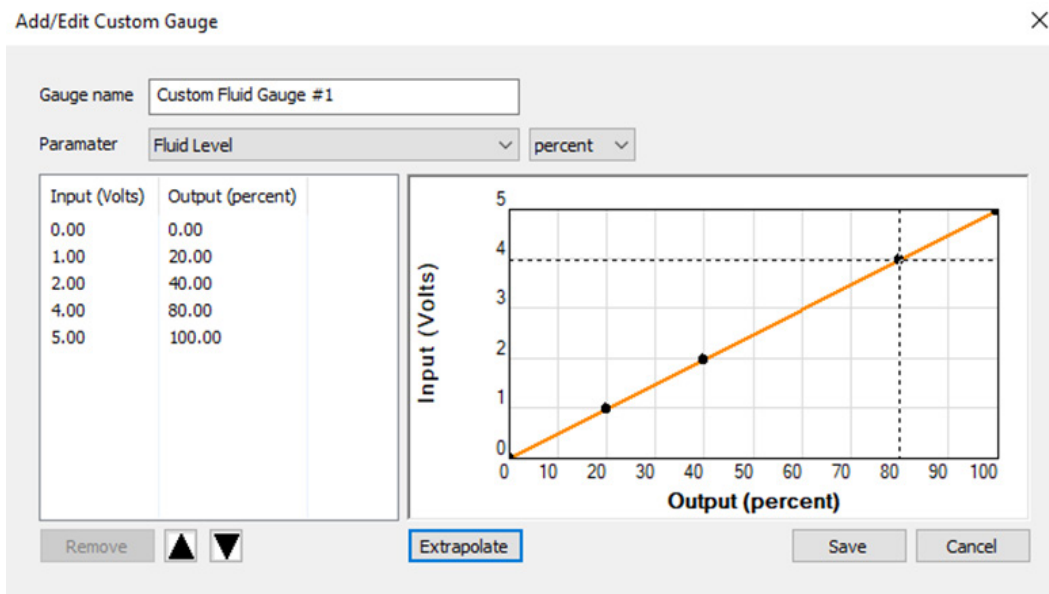 Add/Edit Custom Gauge
Gauge name Custom Fluid Gauge #1
Paramater Fluid Level percent
Input (Volts) Output (percent)
0.00 0.00
1.00 20.00
2.00 40.00
4.00 80.00
5.00 100.00
Input (Volts)
5
4
3
2
1
0
0 10 20 30 40 50 60 70 80 90 100
Output (percent)
Remove Extrapolate Save Cancel